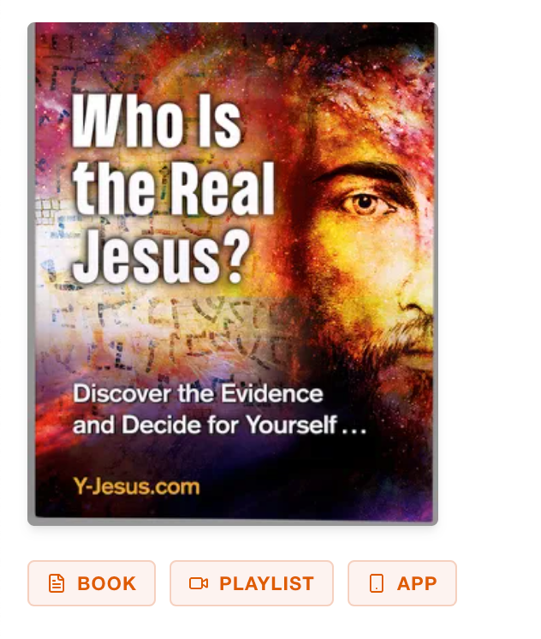 Who Is
the Real
Jesus?
Discover the Evidence
and Decide for Yourself...
Y-Jesus.com
BOOK
PLAYLIST
APP